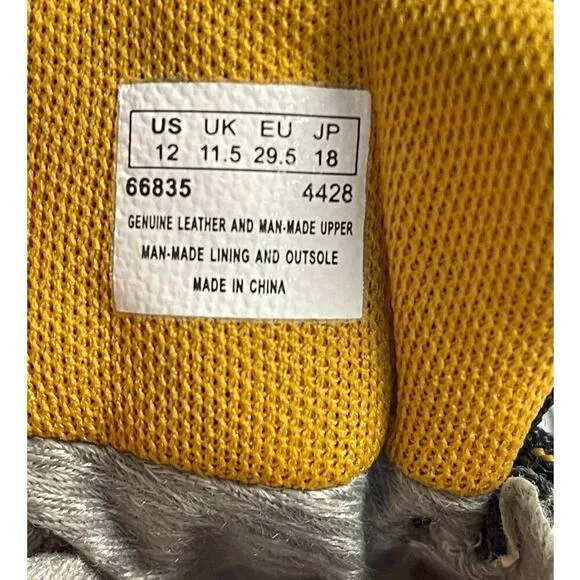 US UK EU JP
12 11.5 29.5 18
66835 4428
GENUINE LEATHER AND MAN-MADE UPPER
MAN-MADE LINING AND OUTSOLE
MADE IN CHINA